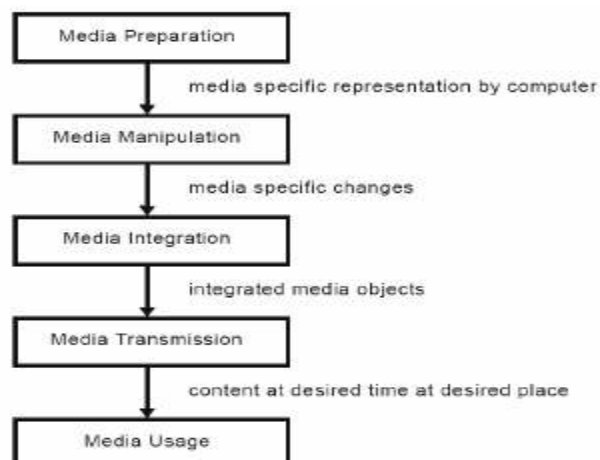 Media Preparation
media specific representation by computer
Media Manipulation
media specific changes
Media Integration
integrated media objects
Media Transmission
content at desired time at desired place
Media Usage